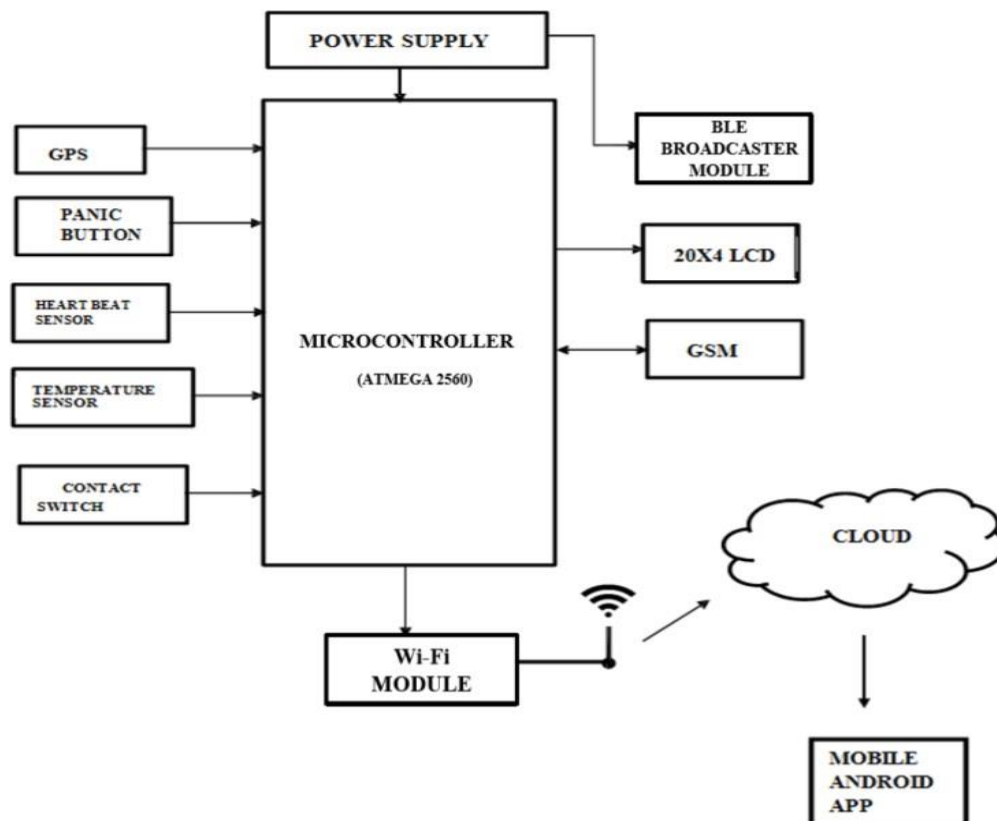 POWER SUPPLY
BLE
BROADCASTER
MODULE
GPS
PANIC
BUTTON
20X4 LCD
HEART BEAT
SENSOR
MICROCONTROLLER
(ATMEGA 2560)
GSM
TEMPERATURE
SENSOR
CONTACT
SWITCH
CLOUD
Wi-Fi
MODULE
MOBILE
ANDROID
APP